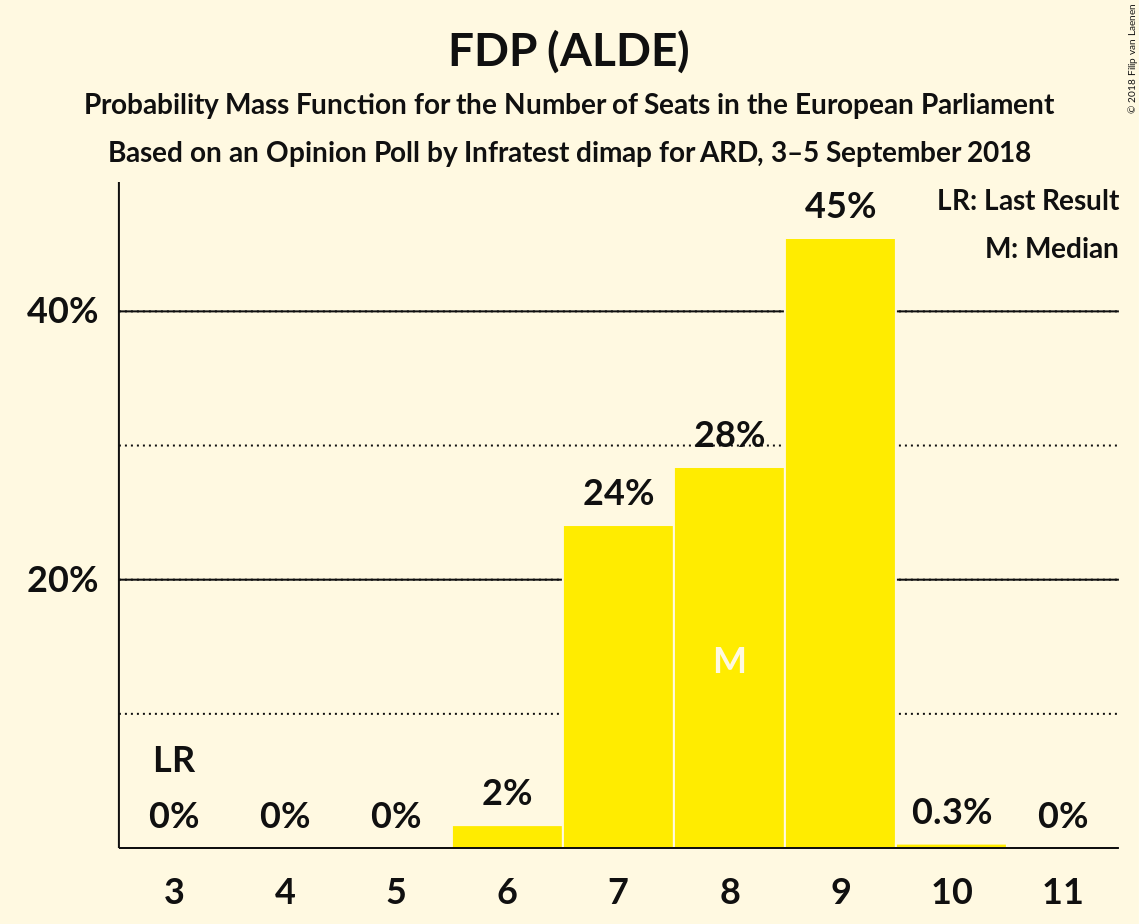 FDP (ALDE)
Probability Mass Function for the Number of Seats in the European Parliament
Based on an Opinion Poll by Infratest dimap for ARD, 3–5 September 2018
© 2018 Filip van Laenen
LR: Last Result
M: Median
45%
40%
28%
24%
20%
M
LR
0%
0%
0%
2%
0.3%
0%
3 4 5 6 7 8 9 10 11